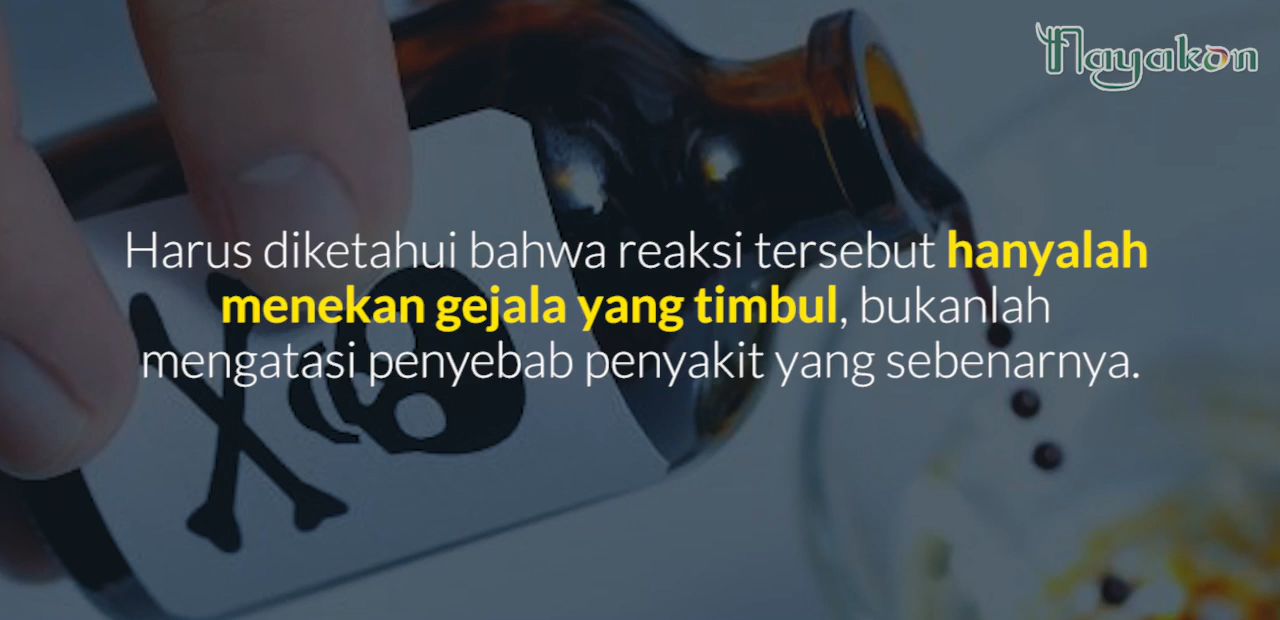 Nayakon
Harus diketahui bahwa reaksi tersebut hanyalah
menekan gejala yang timbul, bukanlah
mengatasi penyebab penyakit yang sebenarnya.